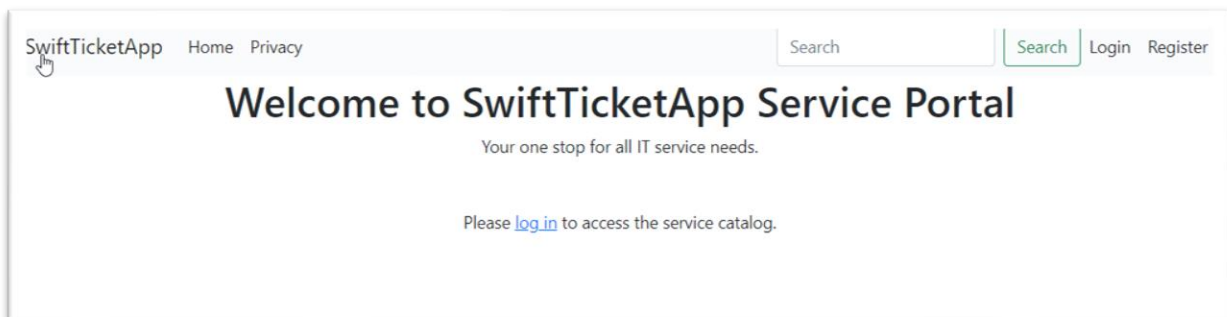 SwiftTicketApp Home Privacy Search Search Login Register
Welcome to SwiftTicketApp Service Portal
Your one stop for all IT service needs.
Please log in to access the service catalog.